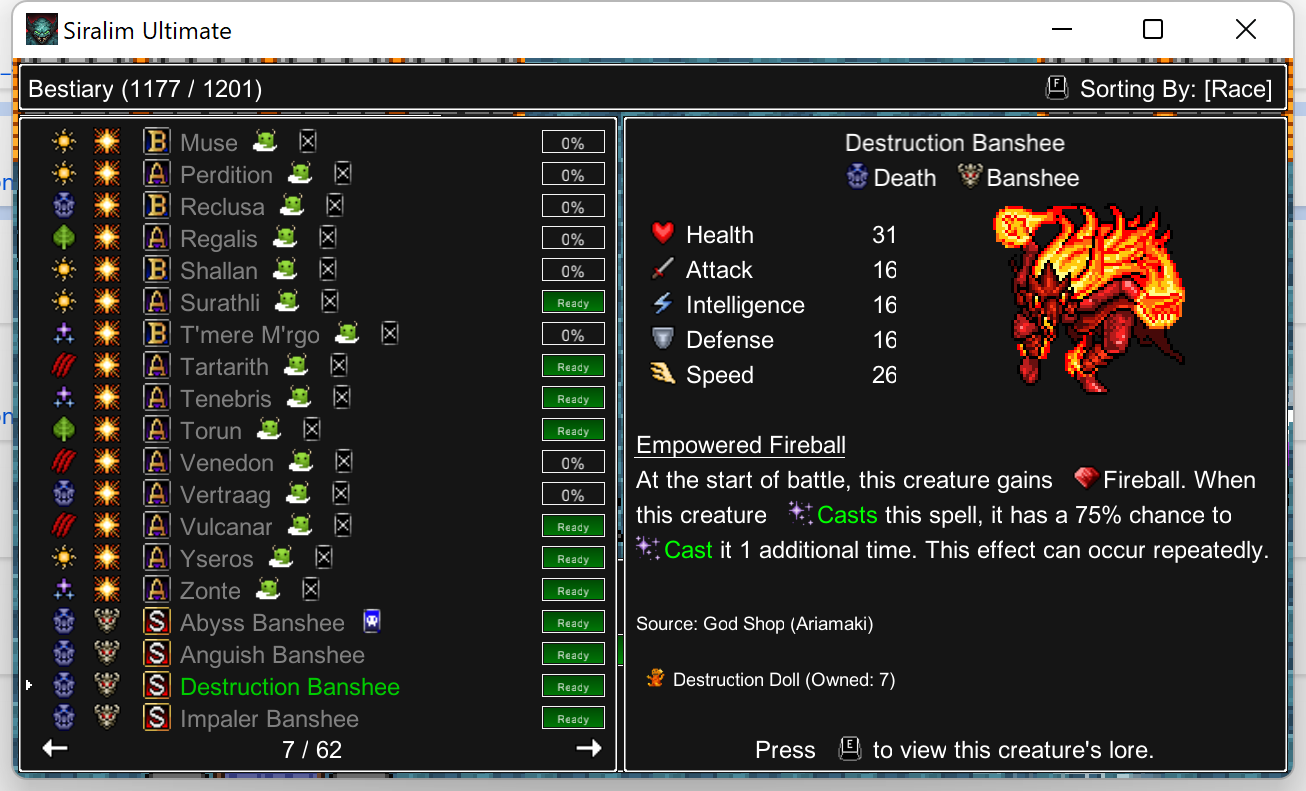 Siralim Ultimate
Bestiary (1177 / 1201)
F Sorting By: [Race]
B Muse 0%
A Perdition 0%
B Reclusa 0%
A Regalis 0%
B Shallan 0%
A Surathli Ready
B T'mere M'rgo 0%
A Tartarith Ready
A Tenebris Ready
A Torun Ready
A Venedon 0%
A Vertraag 0%
A Vulcanar Ready
A Yseros Ready
A Zonte Ready
S Abyss Banshee Ready
S Anguish Banshee Ready
S Destruction Banshee Ready
S Impaler Banshee Ready
7 / 62
Destruction Banshee
Death Banshee
Health 31
Attack 16
Intelligence 16
Defense 16
Speed 26
Empowered Fireball
At the start of battle, this creature gains Fireball. When
this creature Casts this spell, it has a 75% chance to
Cast it 1 additional time. This effect can occur repeatedly.
Source: God Shop (Ariamaki)
Destruction Doll (Owned: 7)
Press E to view this creature's lore.